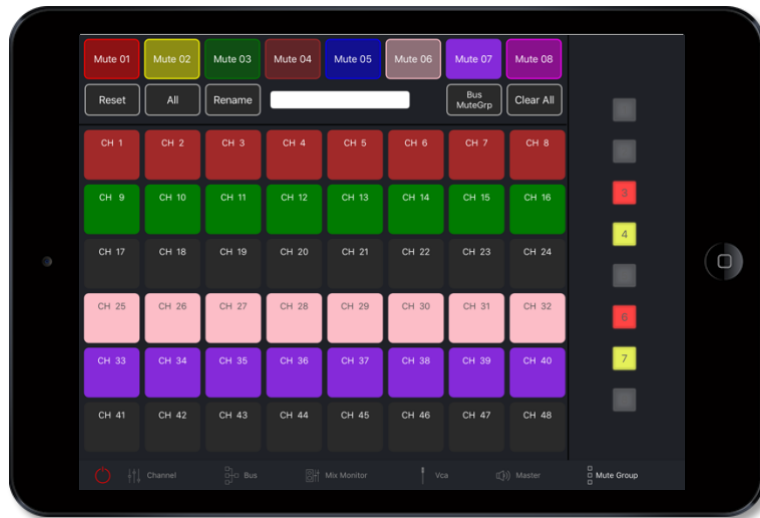 Mute 01 Mute 02 Mute 03 Mute 04 Mute 05 Mute 06 Mute 07 Mute 08
Reset All Rename Bus MuteGrp Clear All
CH 1 CH 2 CH 3 CH 4 CH 5 CH 6 CH 7 CH 8
CH 9 CH 10 CH 11 CH 12 CH 13 CH 14 CH 15 CH 16
CH 17 CH 18 CH 19 CH 20 CH 21 CH 22 CH 23 CH 24
CH 25 CH 26 CH 27 CH 28 CH 29 CH 30 CH 31 CH 32
CH 33 CH 34 CH 35 CH 36 CH 37 CH 38 CH 39 CH 40
CH 41 CH 42 CH 43 CH 44 CH 45 CH 46 CH 47 CH 48
3
4
6
7
Channel Bus Mix Monitor Vca Master Mute Group